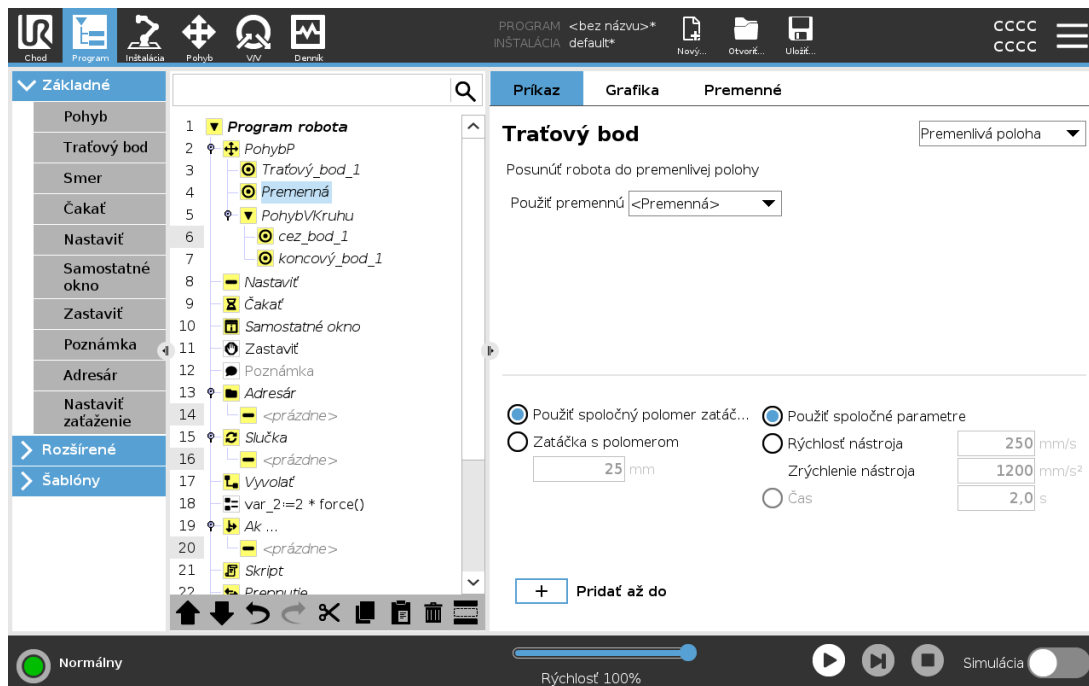 UR
PROGRAM <bez názvu>*
INŠTALÁCIA default*
CCCC
CCCC
Chod
Program
Inštalácia
Pohyb
V/V
Denník
Nový...
Otvoriť...
Uložiť...
Základné
Pohyb
Traťový bod
Smer
Čakať
Nastaviť
Samostatné
okno
Zastaviť
Poznámka
Adresár
Nastaviť
zaťaženie
Rozšírené
Šablóny
1 Program robota
2 PohybP
3 Traťový_bod_1
4 Premenná
5 PohybVKruhu
6 cez_bod_1
7 koncový_bod_1
8 Nastaviť
9 Čakať
10 Samostatné okno
11 Zastaviť
12 Poznámka
13 Adresár
14 <prázdne>
15 Slučka
16 <prázdne>
17 Vyvolať
18 var_2:=2 * force()
19 Ak ...
20 <prázdne>
21 Skript
22 Prepnutie
Príkaz
Grafika
Premenné
Traťový bod
Premenlivá poloha
Posunúť robota do premenlivej polohy
Použiť premennú <Premenná>
Použiť spoločný polomer zatáč...
Zatáčka s polomerom
25 mm
Použiť spoločné parametre
Rýchlosť nástroja 250 mm/s
Zrýchlenie nástroja 1200 mm/s²
Čas 2,0 s
+ Pridať až do
Normálny
Rýchlosť 100%
Simulácia